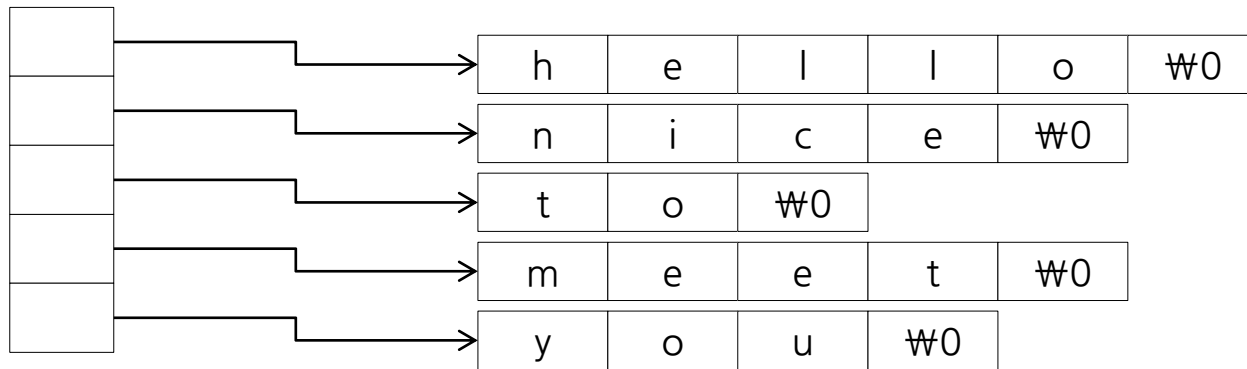 h e l l o ₩0
n i c e ₩0
t o ₩0
m e e t ₩0
y o u ₩0